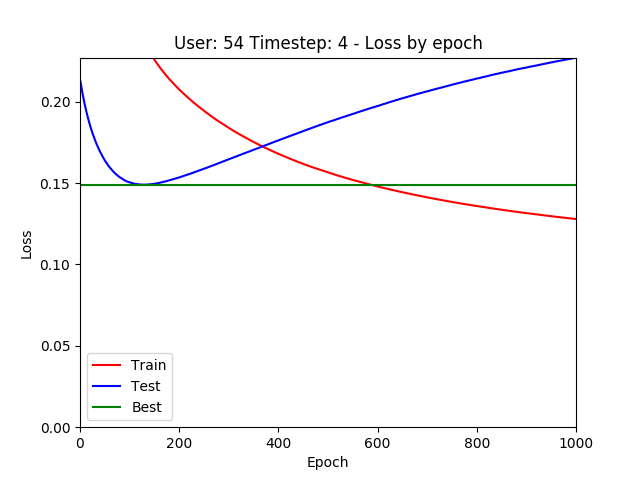 User: 54 Timestep: 4 - Loss by epoch
0.20
0.15
0.10
0.05
0.00
Loss
Train
Test
Best
0 200 400 600 800 1000
Epoch